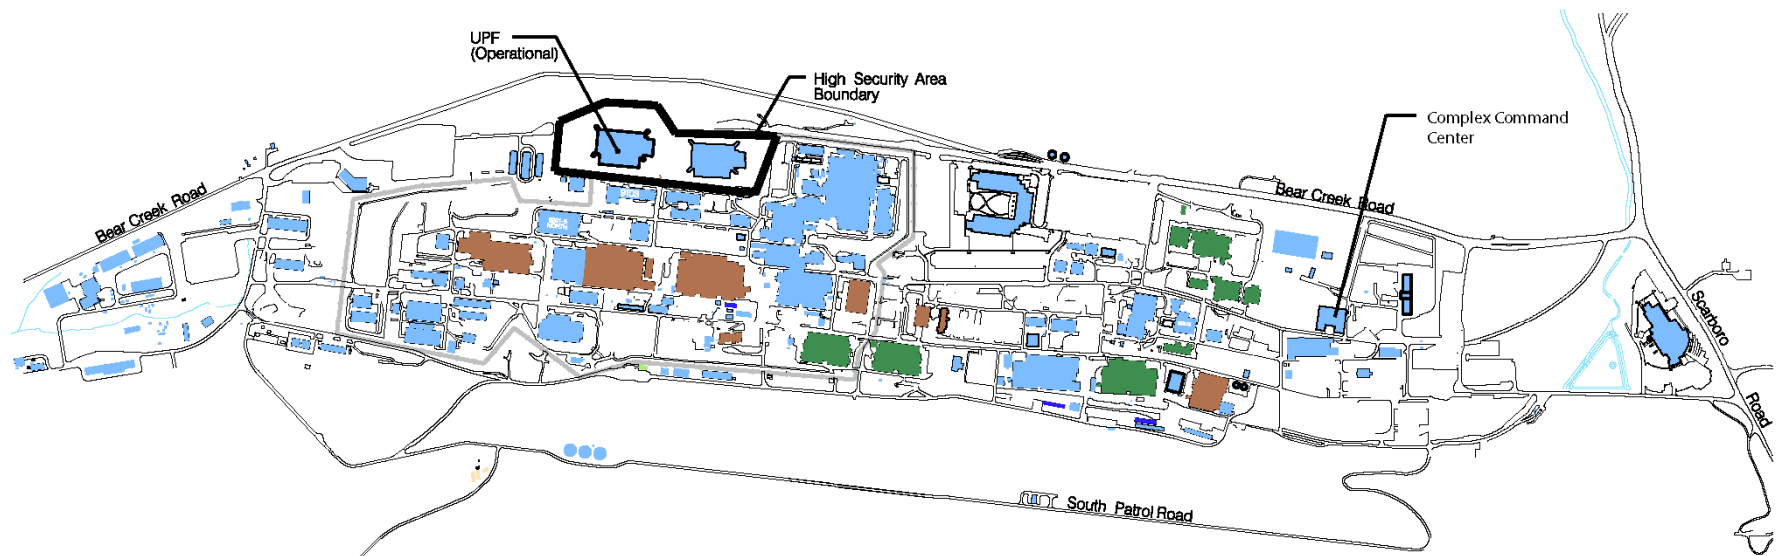 UPF
(Operational)
High Security Area
Boundary
Complex Command
Center
Bear Creek Road
Bear Creek Road
Scarboro
Road
South Patrol Road